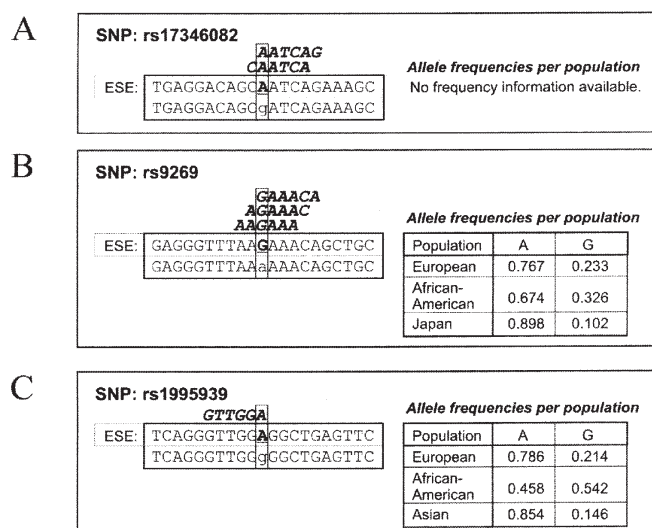 A
SNP: rs17346082
AATCAG
CAATCA
Allele frequencies per population
No frequency information available.
ESE: TGAGGACAGCAATCAGAAAGC
TGAGGACAGCgATCAGAAAGC
B
SNP: rs9269
GAAACA
AGAAAC
AAGAAA
ESE: GAGGGTTTAAGAAACAGCTGC
GAGGGTTTAAaAAACAGCTGC
Allele frequencies per population
Population A G
European 0.767 0.233
African-
American 0.674 0.326
Japan 0.898 0.102
C
SNP: rs1995939
GTTGGA
ESE: TCAGGGTTGGAGGCTGAGTTC
TCAGGGTTGGgGGCTGAGTTC
Allele frequencies per population
Population A G
European 0.786 0.214
African-
American 0.458 0.542
Asian 0.854 0.146